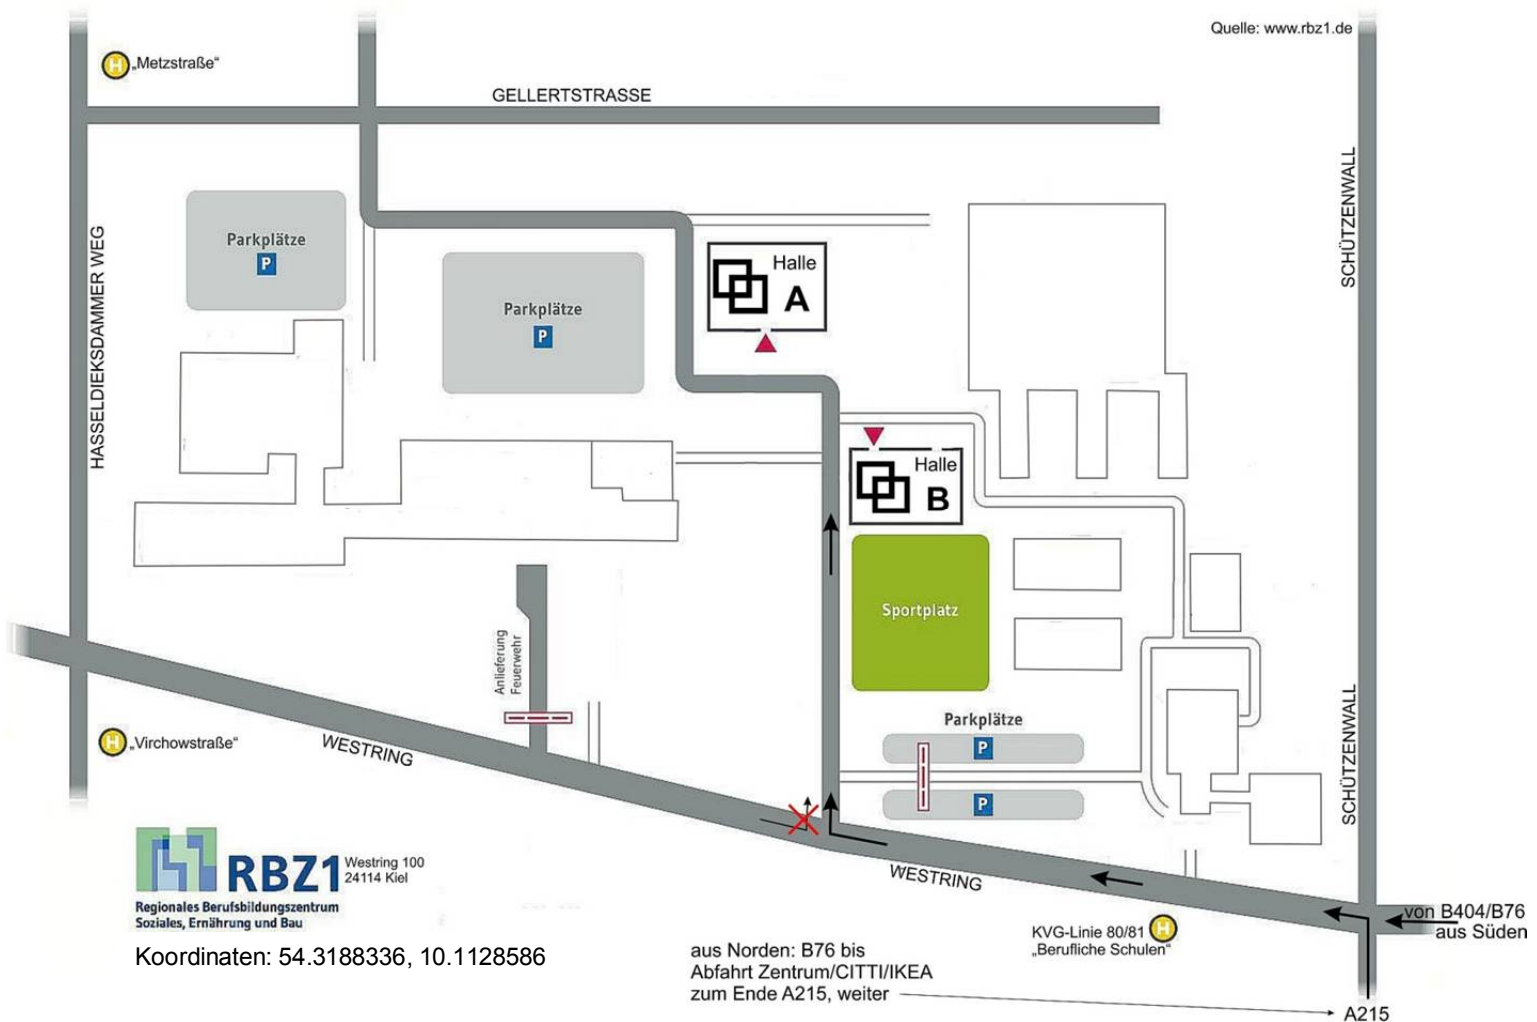 Quelle: www.rbz1.de
H „Metzstraße“
GELLERTSTRASSE
SCHÜTZENWALL
HASSELDIEKSDAMMER WEG
Parkplätze
P
Parkplätze
P
Halle
A
Halle
B
Sportplatz
Anlieferung
Feuerwehr
SCHÜTZENWALL
Parkplätze
P
P
H „Virchowstraße“
WESTRING
WESTRING
RBZ1
Westring 100
24114 Kiel
Regionales Berufsbildungszentrum
Soziales, Ernährung und Bau
Koordinaten: 54.3188336, 10.1128586
aus Norden: B76 bis
Abfahrt Zentrum/CITTI/IKEA
zum Ende A215, weiter
KVG-Linie 80/81 H
„Berufliche Schulen“
von B404/B76
aus Süden
A215